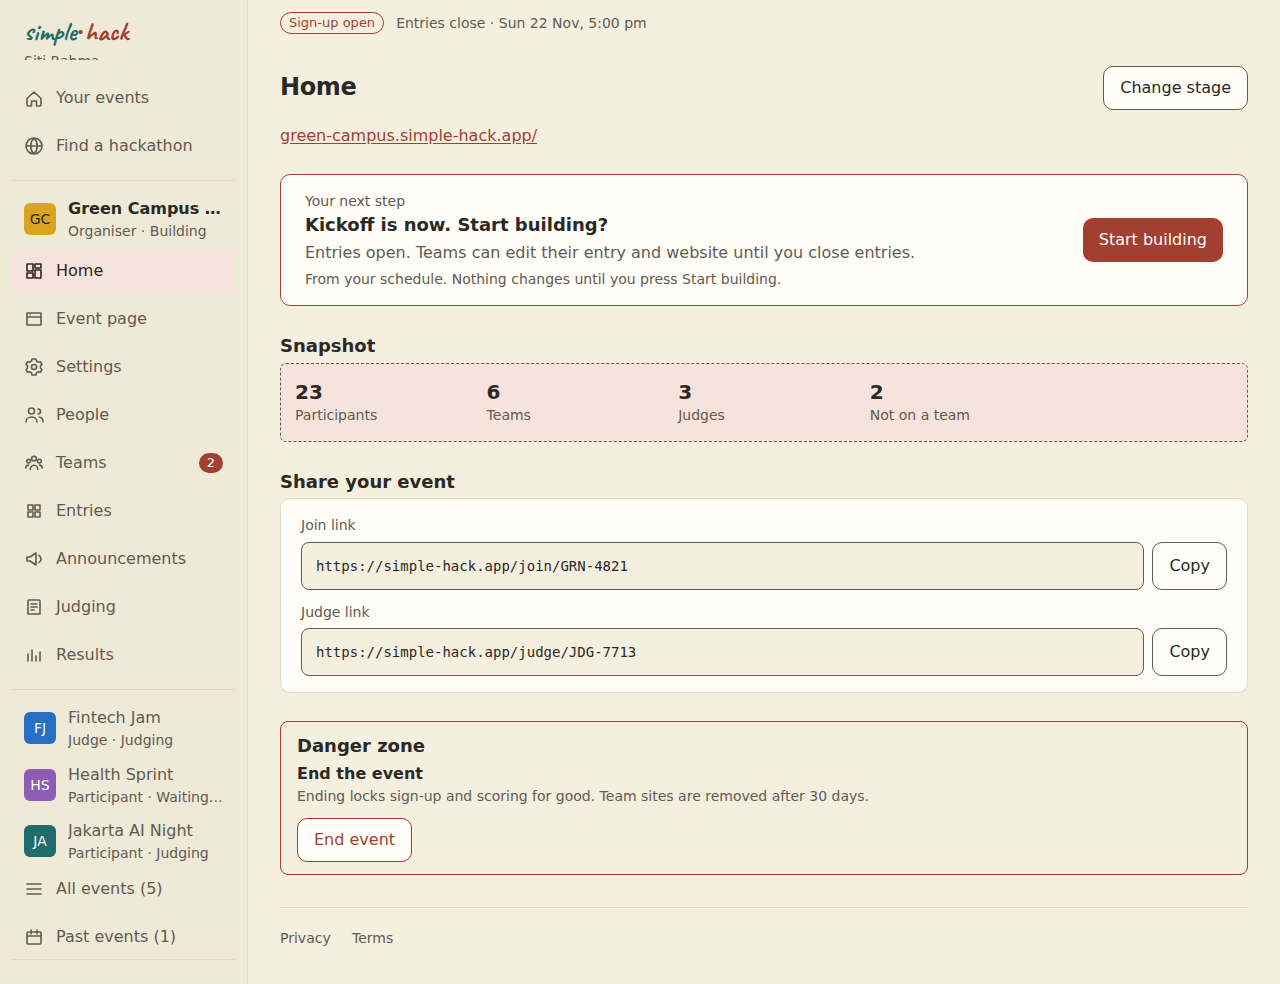 simple·hack
Siti Rahma
Your events
Find a hackathon
GC
Green Campus …
Organiser · Building
Home
Event page
Settings
People
Teams
2
Entries
Announcements
Judging
Results
FJ
Fintech Jam
Judge · Judging
HS
Health Sprint
Participant · Waiting…
JA
Jakarta AI Night
Participant · Judging
All events (5)
Past events (1)
Sign-up open
Entries close · Sun 22 Nov, 5:00 pm
Home
Change stage
green-campus.simple-hack.app/
Your next step
Kickoff is now. Start building?
Entries open. Teams can edit their entry and website until you close entries.
From your schedule. Nothing changes until you press Start building.
Start building
Snapshot
23
Participants
6
Teams
3
Judges
2
Not on a team
Share your event
Join link
https://simple-hack.app/join/GRN-4821
Copy
Judge link
https://simple-hack.app/judge/JDG-7713
Copy
Danger zone
End the event
Ending locks sign-up and scoring for good. Team sites are removed after 30 days.
End event
Privacy
Terms